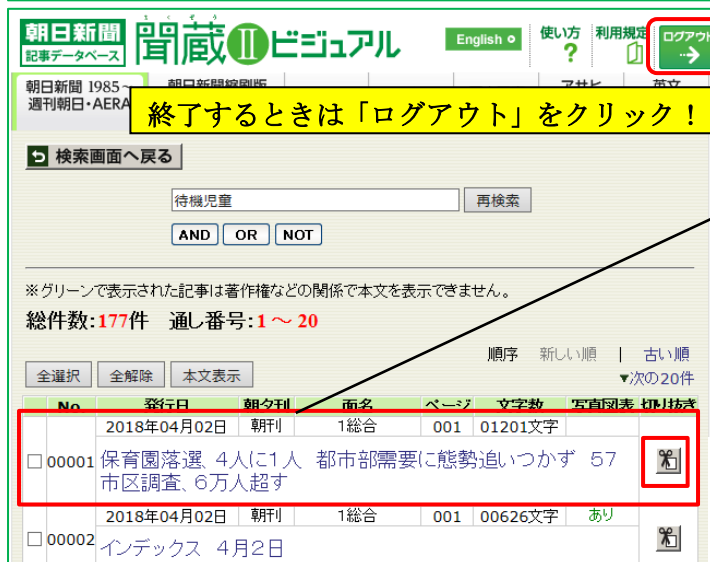 朝日新聞
記事データベース
きくぞう
聞蔵Ⅱビジュアル
English
使い方
?
利用規定
ログアウト
朝日新聞 1985～
週刊朝日・AERA
朝日新聞縮刷版
アサヒ
英文
終了するときは「ログアウト」をクリック！
検索画面へ戻る
待機児童
再検索
AND OR NOT
※グリーンで表示された記事は著作権などの関係で本文を表示できません。
総件数:177件 通し番号:1～20
順序 新しい順 | 古い順
全選択 全解除 本文表示
▼次の20件
No. 発行日 朝夕刊 面名 ページ 文字数 写真図表 切り抜き
2018年04月02日 朝刊 1総合 001 01201文字
00001 保育園落選、4人に1人 都市部需要に態勢追いつかず 57
市区調査、6万人超す
2018年04月02日 朝刊 1総合 001 00626文字 あり
00002 インデックス 4月2日